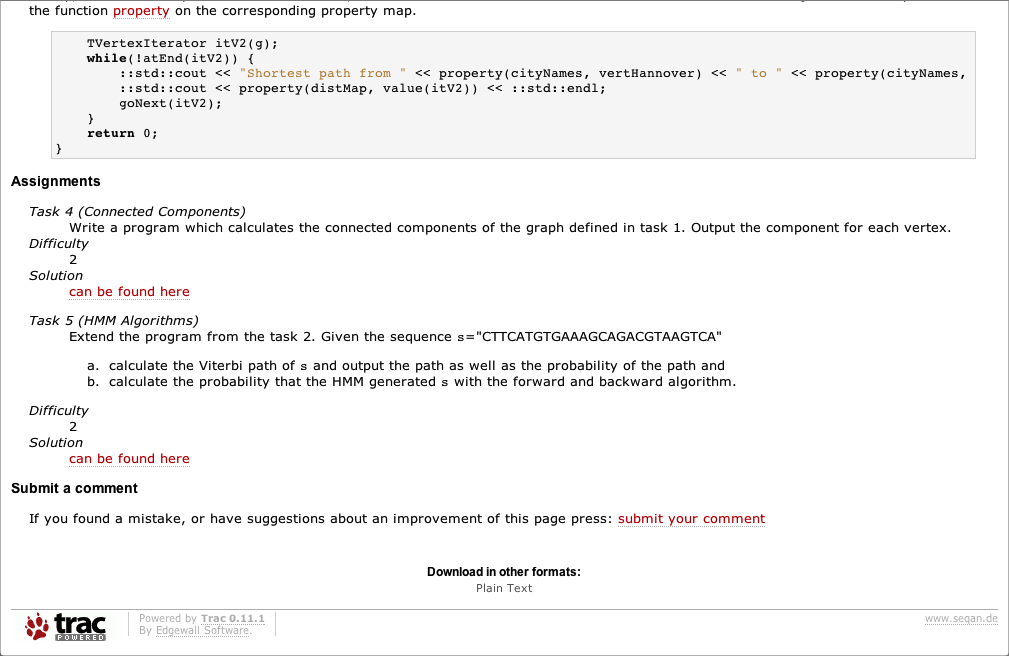 the function property on the corresponding property map.
TVertexIterator itV2(g);
while(!atEnd(itV2)) {
::std::cout << "Shortest path from " << property(cityNames, vertHannover) << " to " << property(cityNames,
::std::cout << property(distMap, value(itV2)) << ::std::endl;
goNext(itV2);
}
return 0;
}
Assignments
Task 4 (Connected Components)
Write a program which calculates the connected components of the graph defined in task 1. Output the component for each vertex.
Difficulty
2
Solution
can be found here
Task 5 (HMM Algorithms)
Extend the program from the task 2. Given the sequence s="CTTCATGTGAAAGCAGACGTAAGTCA"
a. calculate the Viterbi path of s and output the path as well as the probability of the path and
b. calculate the probability that the HMM generated s with the forward and backward algorithm.
Difficulty
2
Solution
can be found here
Submit a comment
If you found a mistake, or have suggestions about an improvement of this page press: submit your comment
Download in other formats:
Plain Text
trac
POWERED
Powered by Trac 0.11.1
By Edgewall Software.
www.seqan.de